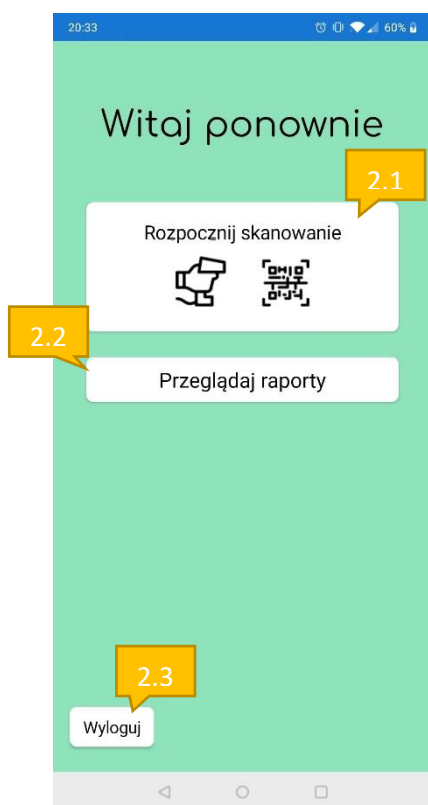 20:33 60%
Witaj ponownie
2.1
Rozpocznij skanowanie
2.2
Przeglądaj raporty
2.3
Wyloguj